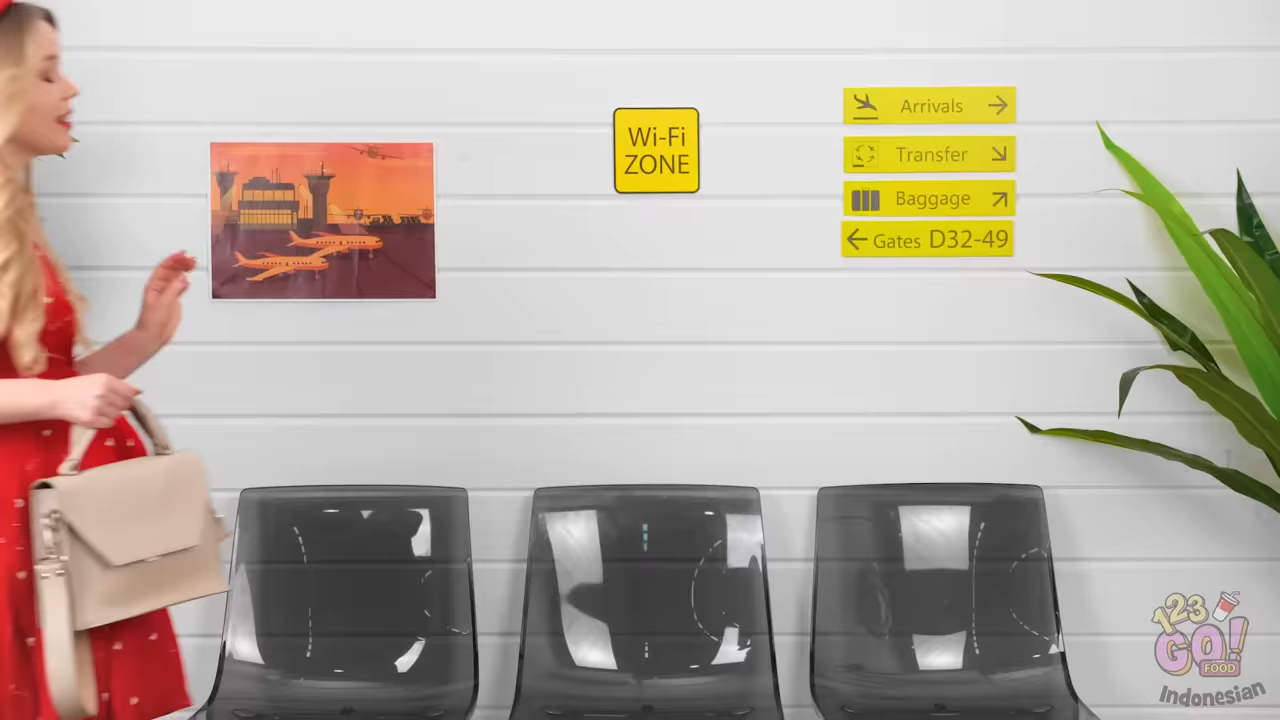 Wi-Fi
ZONE
Arrivals
Transfer
Baggage
Gates D32-49
123
GO!
FOOD
Indonesian